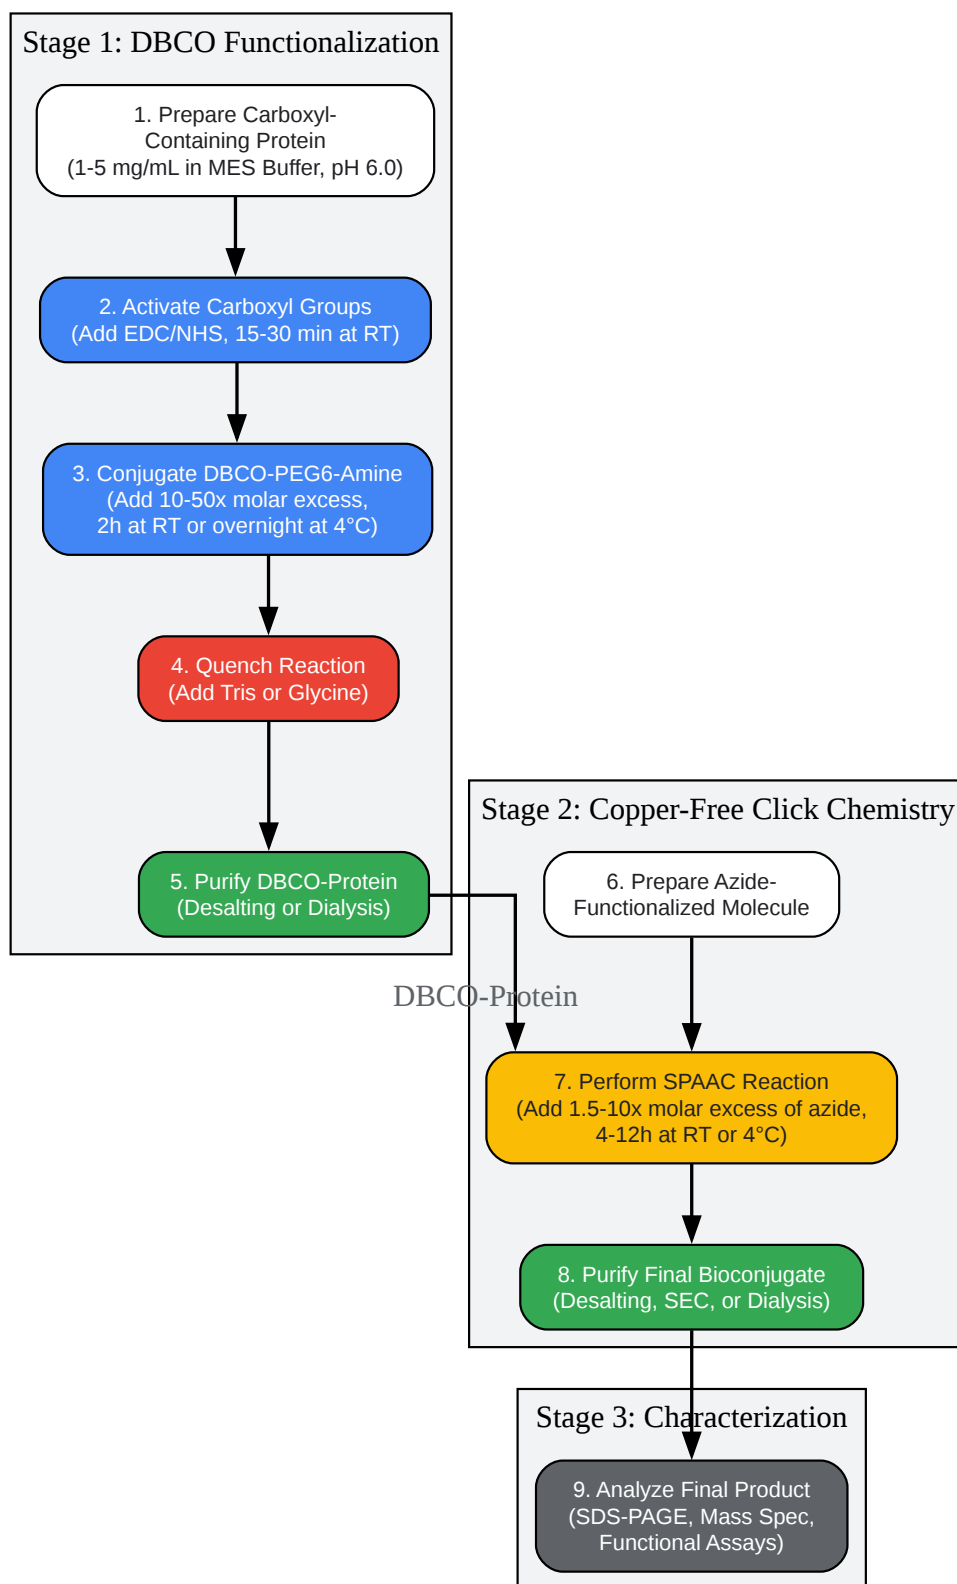 Stage 1: DBCO Functionalization
1. Prepare Carboxyl-
Containing Protein
(1-5 mg/mL in MES Buffer, pH 6.0)
2. Activate Carboxyl Groups
(Add EDC/NHS, 15-30 min at RT)
3. Conjugate DBCO-PEG6-Amine
(Add 10-50x molar excess,
2h at RT or overnight at 4°C)
4. Quench Reaction
(Add Tris or Glycine)
5. Purify DBCO-Protein
(Desalting or Dialysis)
DBCO-Protein
Stage 2: Copper-Free Click Chemistry
6. Prepare Azide-
Functionalized Molecule
7. Perform SPAAC Reaction
(Add 1.5-10x molar excess of azide,
4-12h at RT or 4°C)
8. Purify Final Bioconjugate
(Desalting, SEC, or Dialysis)
Stage 3: Characterization
9. Analyze Final Product
(SDS-PAGE, Mass Spec,
Functional Assays)